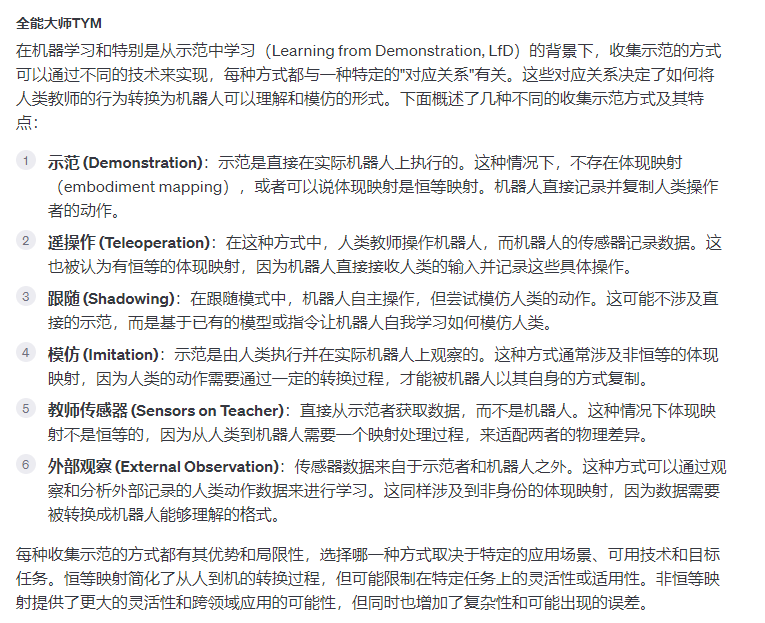 全能大师TYM
在机器学习和特别是从示范中学习（Learning from Demonstration, LfD）的背景下，收集示范的方式
可以通过不同的技术来实现，每种方式都与一种特定的"对应关系"有关。这些对应关系决定了如何将
人类教师的行为转换为机器人可以理解和模仿的形式。下面概述了几种不同的收集示范方式及其特
点：
1 示范 (Demonstration)：示范是直接在实际机器人上执行的。这种情况下，不存在体现映射
（embodiment mapping），或者可以说体现映射是恒等映射。机器人直接记录并复制人类操作
者的动作。
2 遥操作 (Teleoperation)：在这种方式中，人类教师操作机器人，而机器人的传感器记录数据。这
也被认为有恒等的体现映射，因为机器人直接接收人类的输入并记录这些具体操作。
3 跟随 (Shadowing)：在跟随模式中，机器人自主操作，但尝试模仿人类的动作。这可能不涉及直
接的示范，而是基于已有的模型或指令让机器人自我学习如何模仿人类。
4 模仿 (Imitation)：示范是由人类执行并在实际机器人上观察的。这种方式通常涉及非恒等的体现
映射，因为人类的动作需要通过一定的转换过程，才能被机器人以其自身的方式复制。
5 教师传感器 (Sensors on Teacher)：直接从示范者获取数据，而不是机器人。这种情况下体现映
射不是恒等的，因为从人类到机器人需要一个映射处理过程，来适配两者的物理差异。
6 外部观察 (External Observation)：传感器数据来自于示范者和机器人之外。这种方式可以通过观
察和分析外部记录的人类动作数据来进行学习。这同样涉及到非身份的体现映射，因为数据需要
被转换成机器人能够理解的格式。
每种收集示范的方式都有其优势和局限性，选择哪一种方式取决于特定的应用场景、可用技术和目标
任务。恒等映射简化了从人到机的转换过程，但可能限制在特定任务上的灵活性或适用性。非恒等映
射提供了更大的灵活性和跨领域应用的可能性，但同时也增加了复杂性和可能出现的误差。